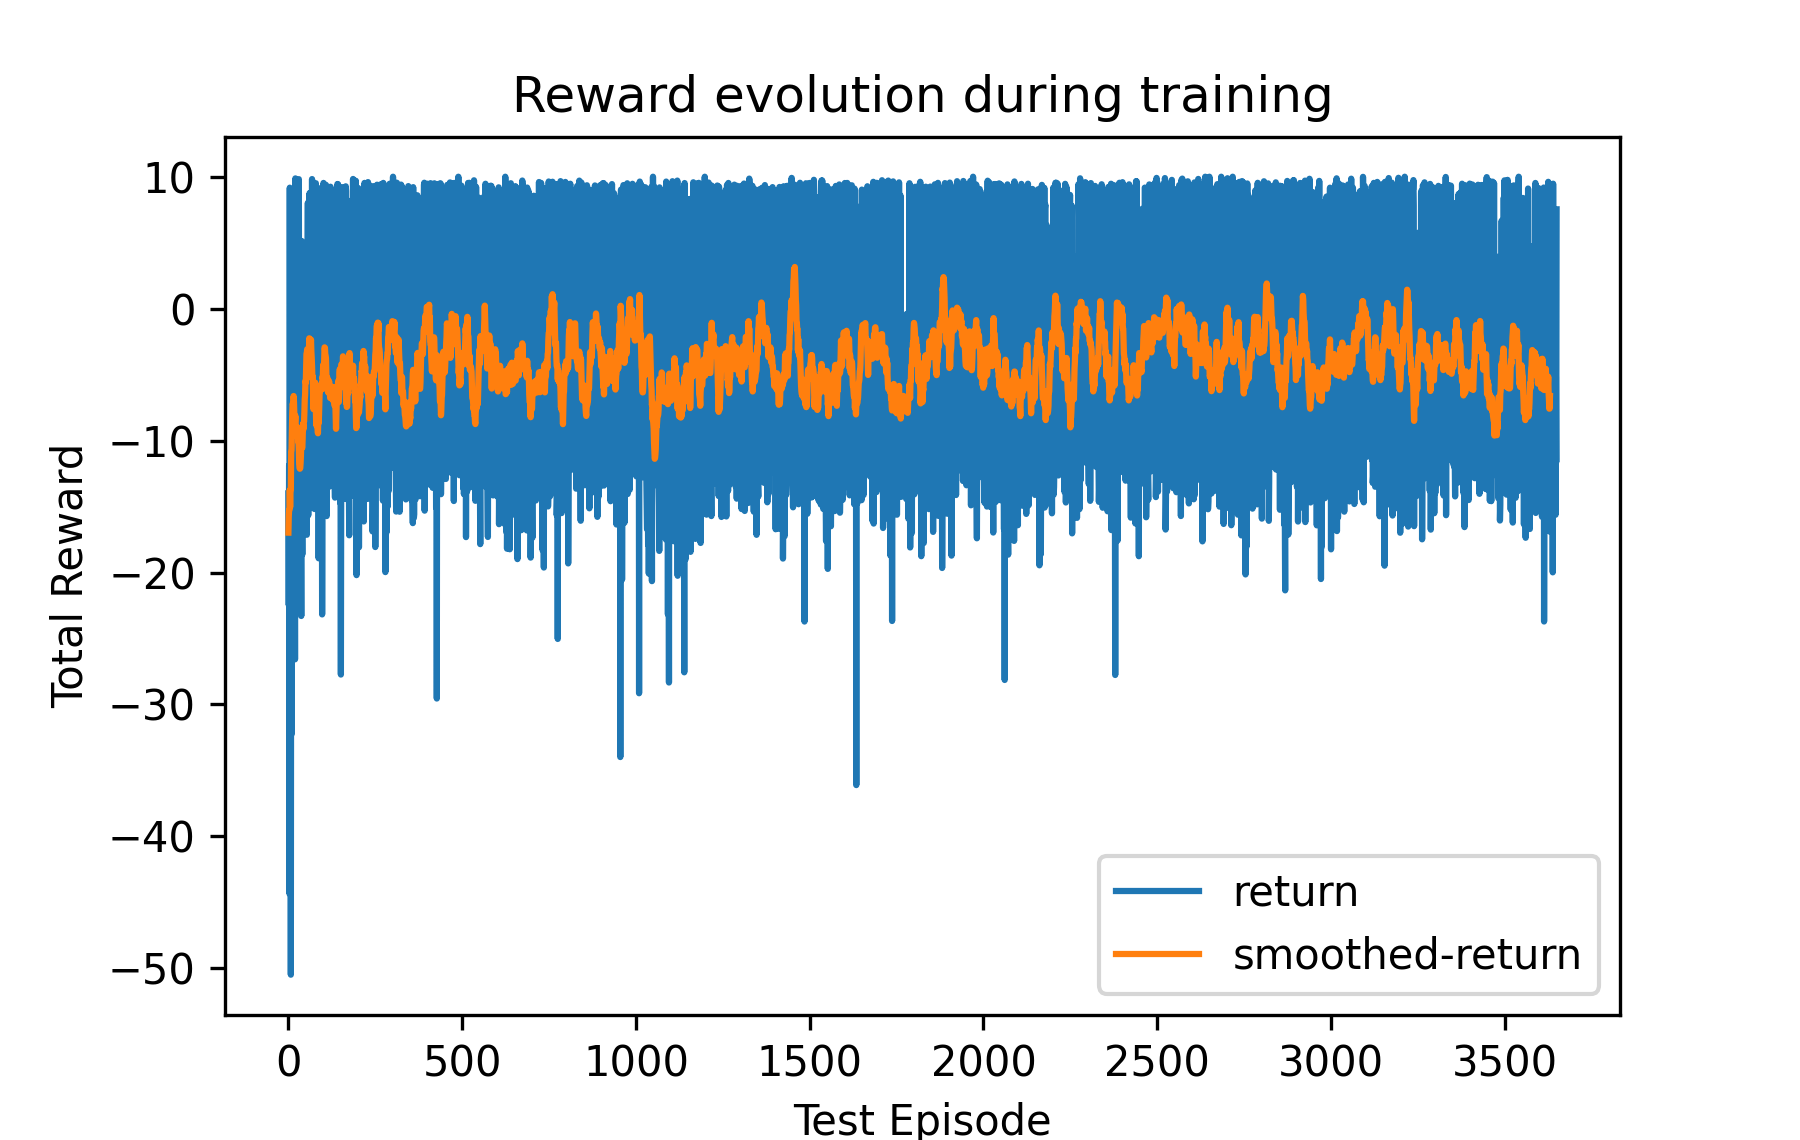 Reward evolution during training
10
0
−10
−20
−30
−40
−50
Total Reward
return
smoothed-return
0 500 1000 1500 2000 2500 3000 3500
Test Episode